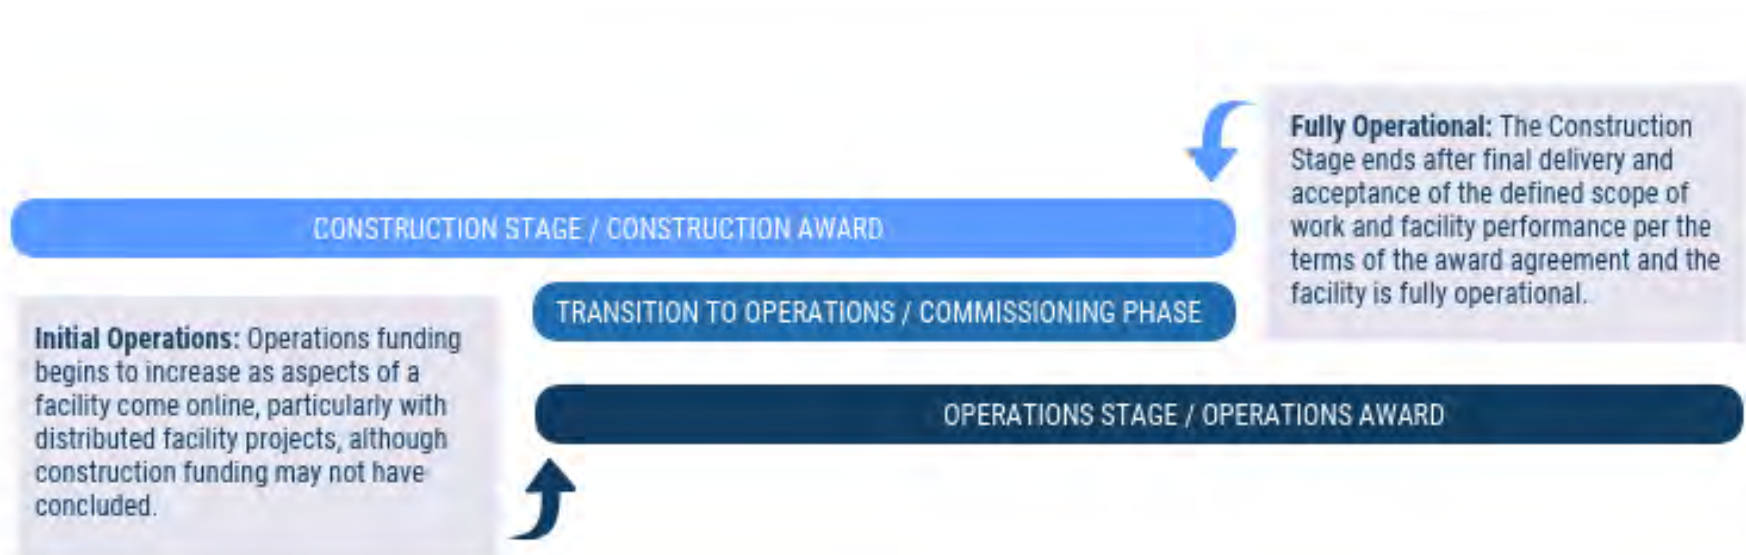 Fully Operational: The Construction
Stage ends after final delivery and
acceptance of the defined scope of
work and facility performance per the
terms of the award agreement and the
facility is fully operational.
CONSTRUCTION STAGE / CONSTRUCTION AWARD
TRANSITION TO OPERATIONS / COMMISSIONING PHASE
Initial Operations: Operations funding
begins to increase as aspects of a
facility come online, particularly with
distributed facility projects, although
construction funding may not have
concluded.
OPERATIONS STAGE / OPERATIONS AWARD